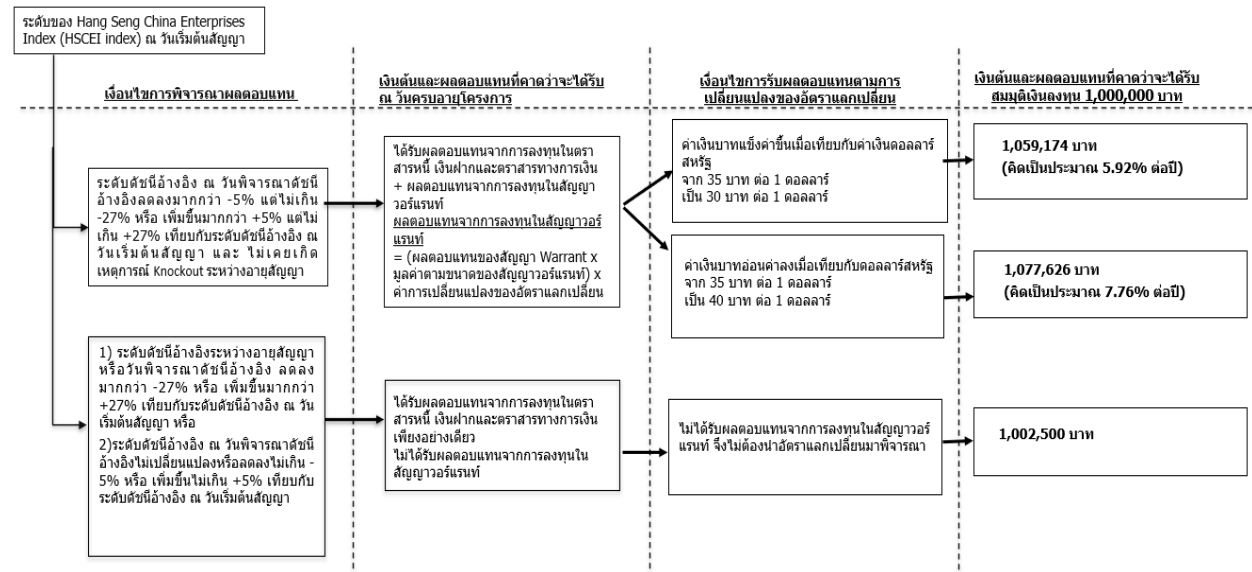 ระดับของ Hang Seng China Enterprises
Index (HSCEI index) ณ วันเริ่มต้นสัญญา
เงื่อนไขการพิจารณาผลตอบแทน
เงินต้นและผลตอบแทนที่คาดว่าจะได้รับ
ณ วันครบอายุโครงการ
เงื่อนไขการรับผลตอบแทนตามการ
เปลี่ยนแปลงของอัตราแลกเปลี่ยน
เงินต้นและผลตอบแทนที่คาดว่าจะได้รับ
สมมุติเงินลงทุน 1,000,000 บาท
ระดับดัชนีอ้างอิง ณ วันพิจารณาดัชนี
อ้างอิงลดลงมากกว่า -5% แต่ไม่เกิน
-27% หรือ เพิ่มขึ้นมากกว่า +5% แต่ไม่
เกิน +27% เทียบกับระดับดัชนีอ้างอิง ณ
วันเริ่มต้นสัญญา และ ไม่เคยเกิด
เหตุการณ์ Knockout ระหว่างอายุสัญญา
ได้รับผลตอบแทนจากการลงทุนในตรา
สารหนี้ เงินฝากและตราสารทางการเงิน
+ ผลตอบแทนจากการลงทุนในสัญญา
วอร์แรนท์
ผลตอบแทนจากการลงทุนในสัญญาวอร์
แรนท์
= (ผลตอบแทนของสัญญา Warrant x
มูลค่าตามขนาดของสัญญาวอร์แรนท์) x
ค่าการเปลี่ยนแปลงของอัตราแลกเปลี่ยน
ค่าเงินบาทแข็งค่าขึ้นเมื่อเทียบกับค่าเงินดอลลาร์
สหรัฐ
จาก 35 บาท ต่อ 1 ดอลลาร์
เป็น 30 บาท ต่อ 1 ดอลลาร์
1,059,174 บาท
(คิดเป็นประมาณ 5.92% ต่อปี)
ค่าเงินบาทอ่อนค่าลงเมื่อเทียบกับดอลลาร์สหรัฐ
จาก 35 บาท ต่อ 1 ดอลลาร์
เป็น 40 บาท ต่อ 1 ดอลลาร์
1,077,626 บาท
(คิดเป็นประมาณ 7.76% ต่อปี)
1) ระดับดัชนีอ้างอิงระหว่างอายุสัญญา
หรือวันพิจารณาดัชนีอ้างอิง ลดลง
มากกว่า -27% หรือ เพิ่มขึ้นมากกว่า
+27% เทียบกับระดับดัชนีอ้างอิง ณ วัน
เริ่มต้นสัญญา หรือ
2)ระดับดัชนีอ้างอิง ณ วันพิจารณาดัชนี
อ้างอิงไม่เปลี่ยนแปลงหรือลดลงไม่เกิน -
5% หรือ เพิ่มขึ้นไม่เกิน +5% เทียบกับ
ระดับดัชนีอ้างอิง ณ วันเริ่มต้นสัญญา
ได้รับผลตอบแทนจากการลงทุนในตรา
สารหนี้ เงินฝากและตราสารทางการเงิน
เพียงอย่างเดียว
ไม่ได้รับผลตอบแทนจากการลงทุนใน
สัญญาวอร์แรนท์
ไม่ได้รับผลตอบแทนจากการลงทุนในสัญญาวอร์
แรนท์ จึงไม่ต้องนำอัตราแลกเปลี่ยนมาพิจารณา
1,002,500 บาท